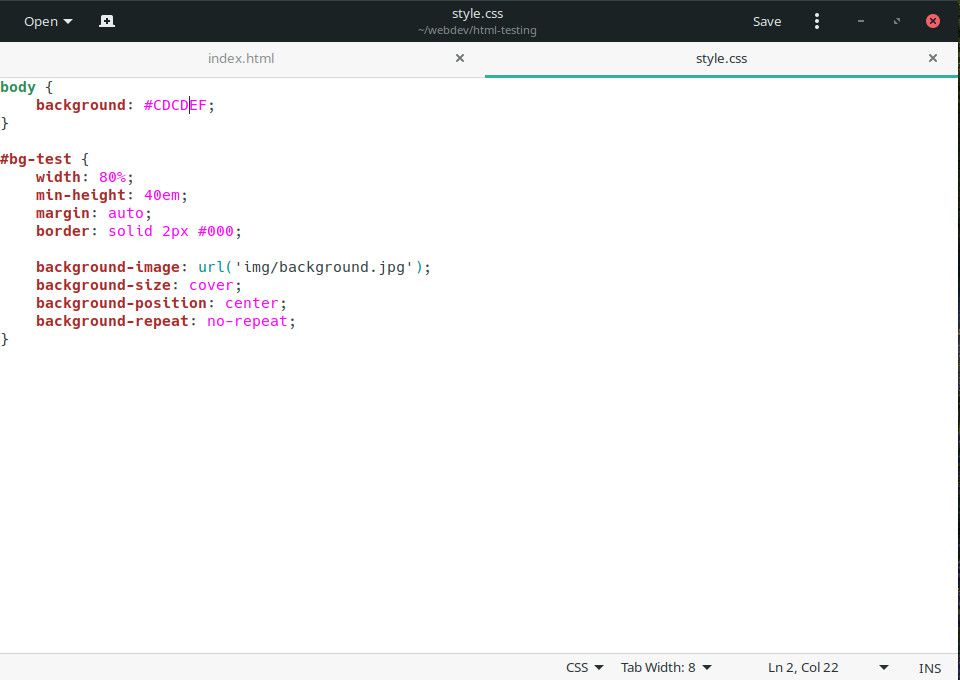 Open
style.css
~/webdev/html-testing
Save
index.html
style.css
body {
    background: #CDCDEF;
}

#bg-test {
    width: 80%;
    min-height: 40em;
    margin: auto;
    border: solid 2px #000;

    background-image: url('img/background.jpg');
    background-size: cover;
    background-position: center;
    background-repeat: no-repeat;
}
CSS Tab Width: 8 Ln 2, Col 22 INS